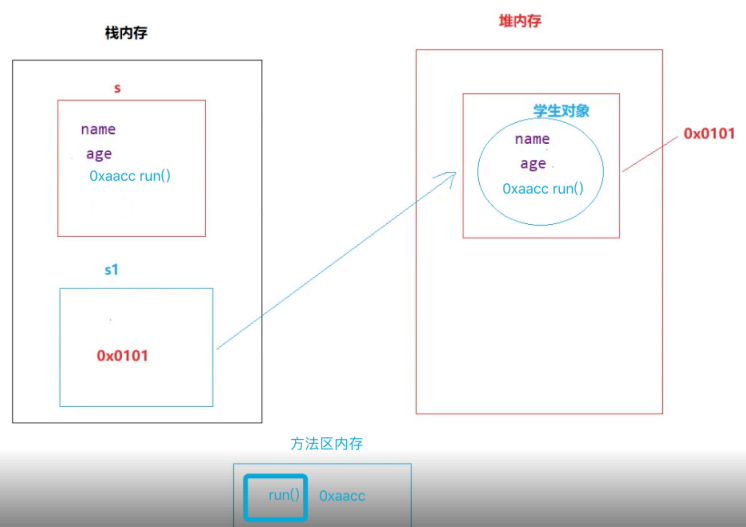 栈内存
堆内存
s
name
age
0xaacc run()
学生对象
name
age
0xaacc run()
0x0101
s1
0x0101
方法区内存
run() 0xaacc